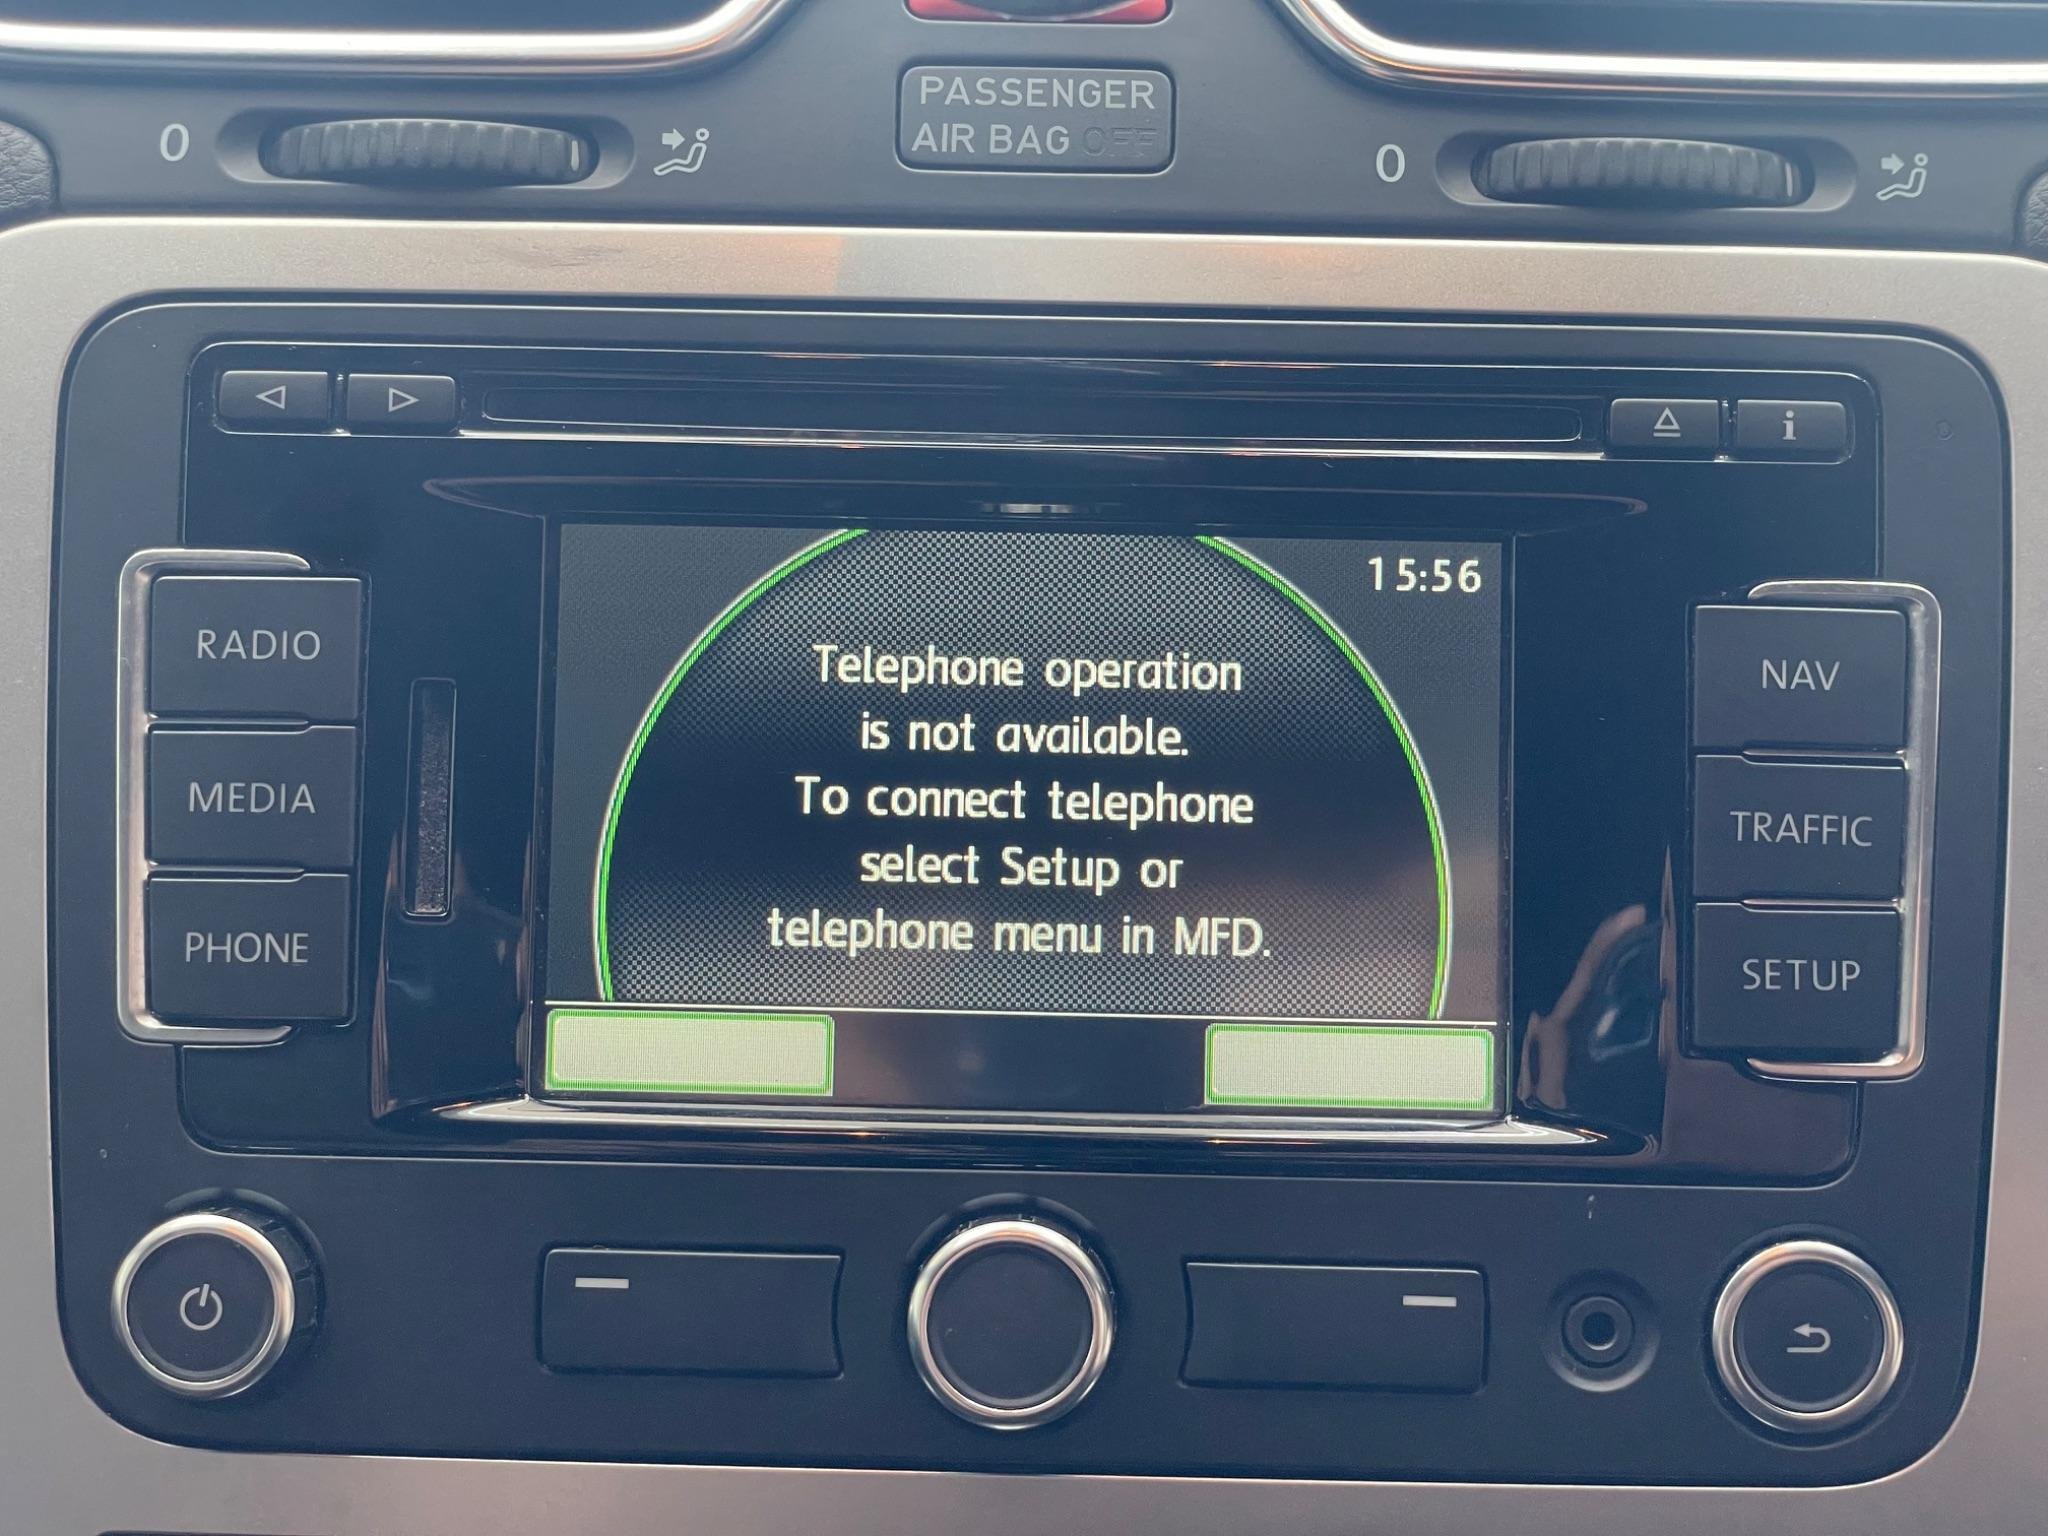 0
PASSENGER
AIR BAG OFF
0
i
15:56
Telephone operation
is not available.
To connect telephone
select Setup or
telephone menu in MFD.
RADIO
MEDIA
PHONE
NAV
TRAFFIC
SETUP